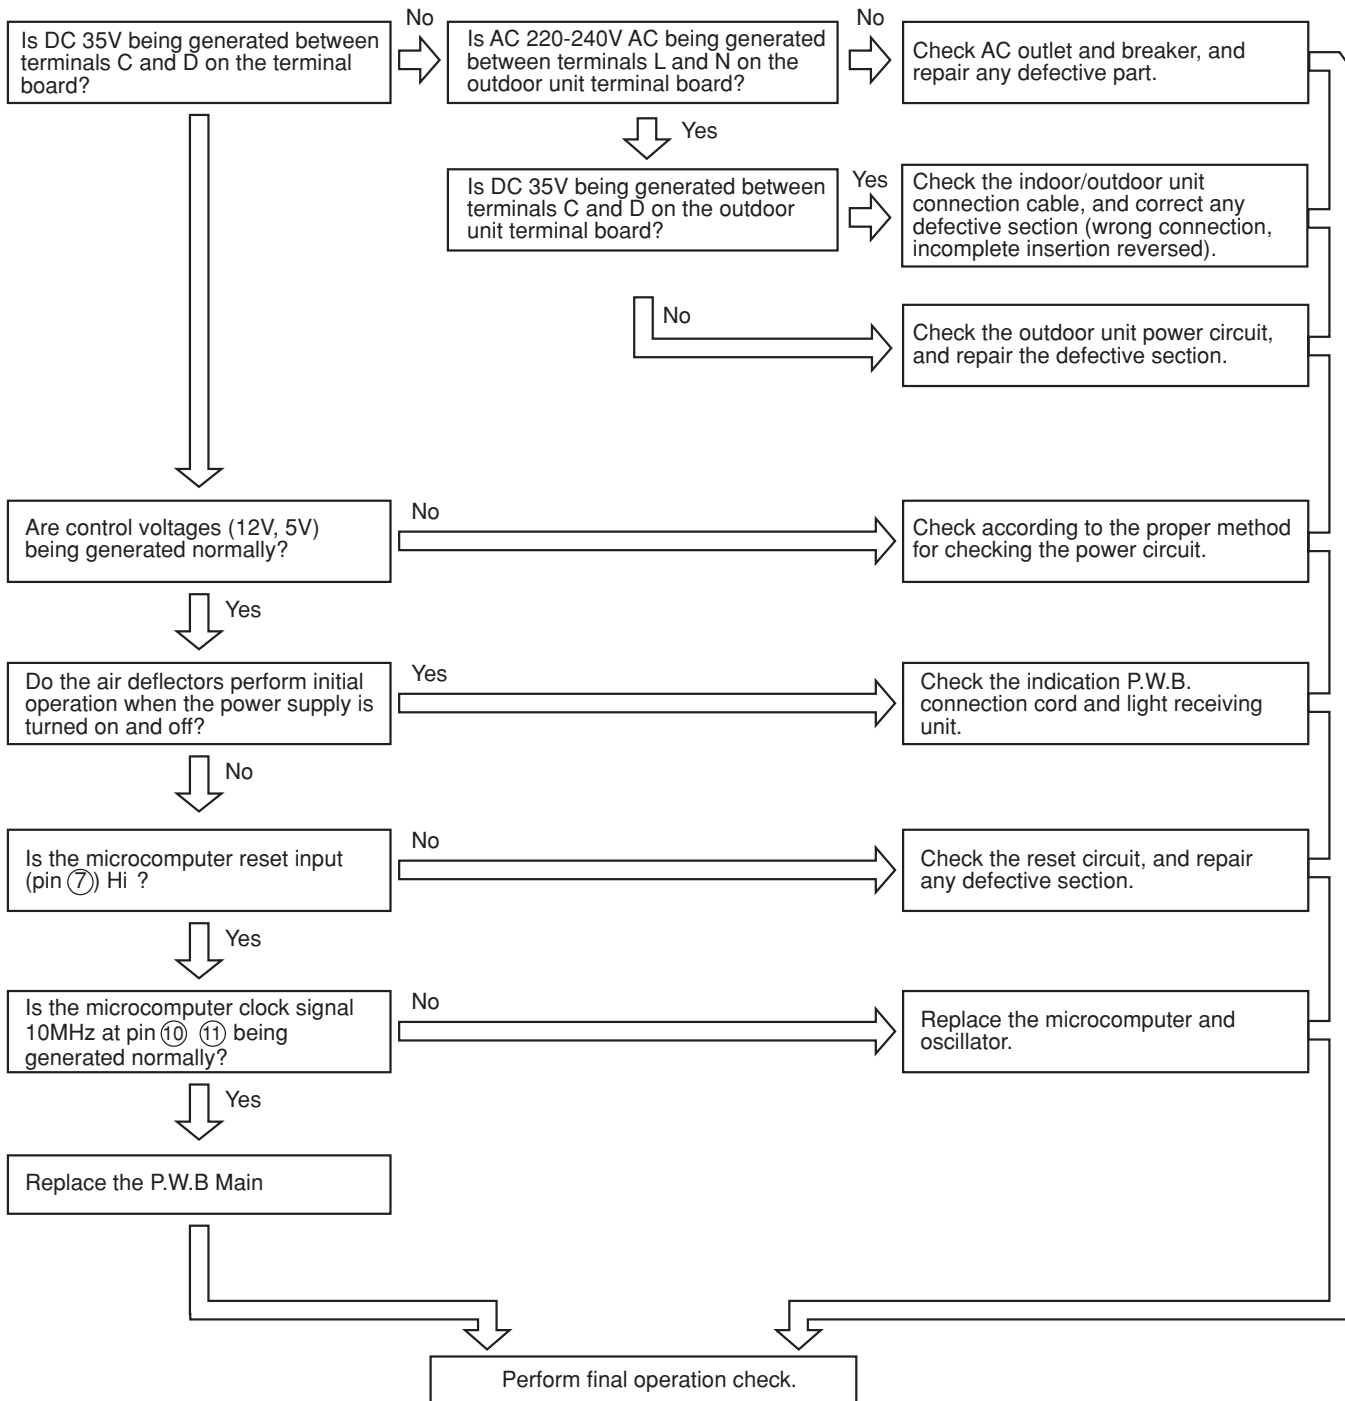 Is DC 35V being generated between
terminals C and D on the terminal
board?
No
Is AC 220-240V AC being generated
between terminals L and N on the
outdoor unit terminal board?
No
Check AC outlet and breaker, and
repair any defective part.
Yes
Is DC 35V being generated between
terminals C and D on the outdoor
unit terminal board?
Yes
Check the indoor/outdoor unit
connection cable, and correct any
defective section (wrong connection,
incomplete insertion reversed).
No
Check the outdoor unit power circuit,
and repair the defective section.
Are control voltages (12V, 5V)
being generated normally?
No
Check according to the proper method
for checking the power circuit.
Yes
Do the air deflectors perform initial
operation when the power supply is
turned on and off?
Yes
Check the indication P.W.B.
connection cord and light receiving
unit.
No
Is the microcomputer reset input
(pin ⑦) Hi ?
No
Check the reset circuit, and repair
any defective section.
Yes
Is the microcomputer clock signal
10MHz at pin ⑩ ⑪ being
generated normally?
No
Replace the microcomputer and
oscillator.
Yes
Replace the P.W.B Main
Perform final operation check.